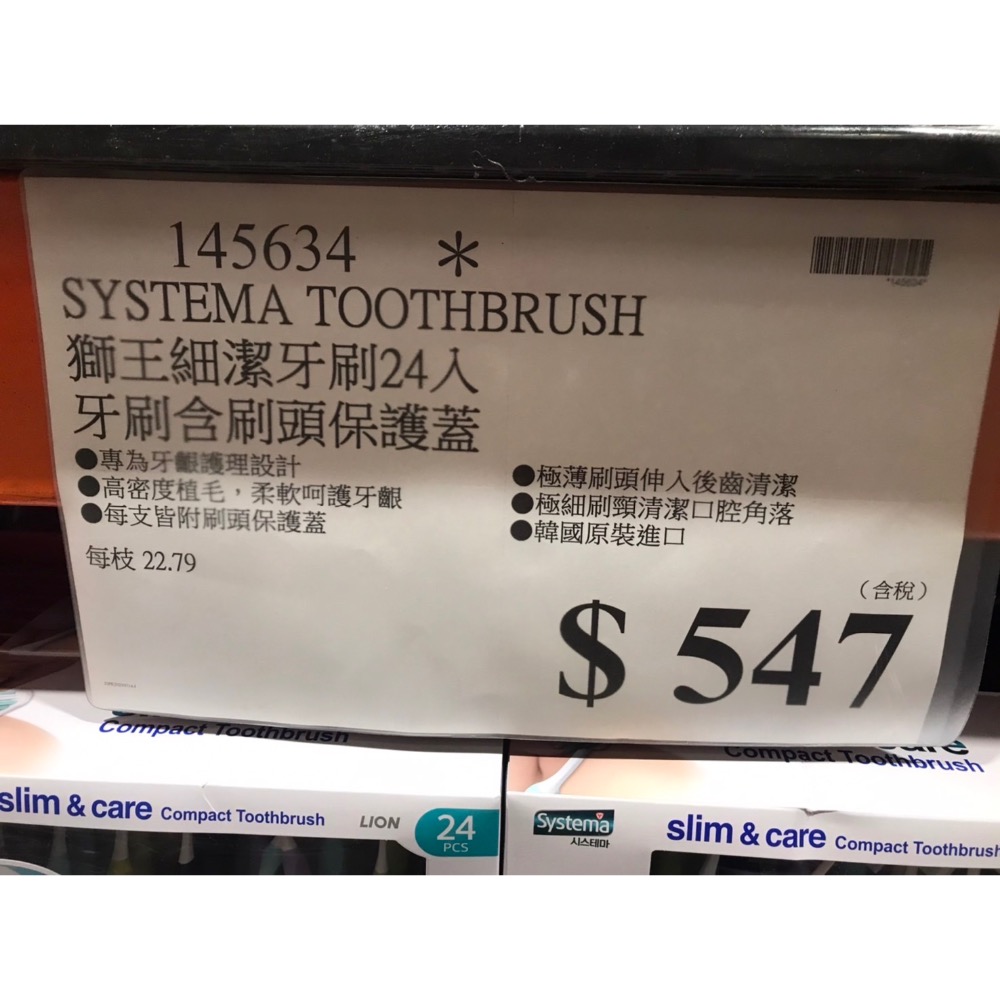 145634 *
*145634*
SYSTEMA TOOTHBRUSH
獅王細潔牙刷24入
牙刷含刷頭保護蓋
●專為牙齦護理設計
●高密度植毛，柔軟呵護牙齦
●每支皆附刷頭保護蓋
●極薄刷頭伸入後齒清潔
●極細刷頸清潔口腔角落
●韓國原裝進口
每枝 22.79
（含稅）
$ 547
Compact Toothbrush
Compact Toothbrush
slim & care Compact Toothbrush LION 24 PCS
Systema
시스테마
slim & care Compact Toothbrush